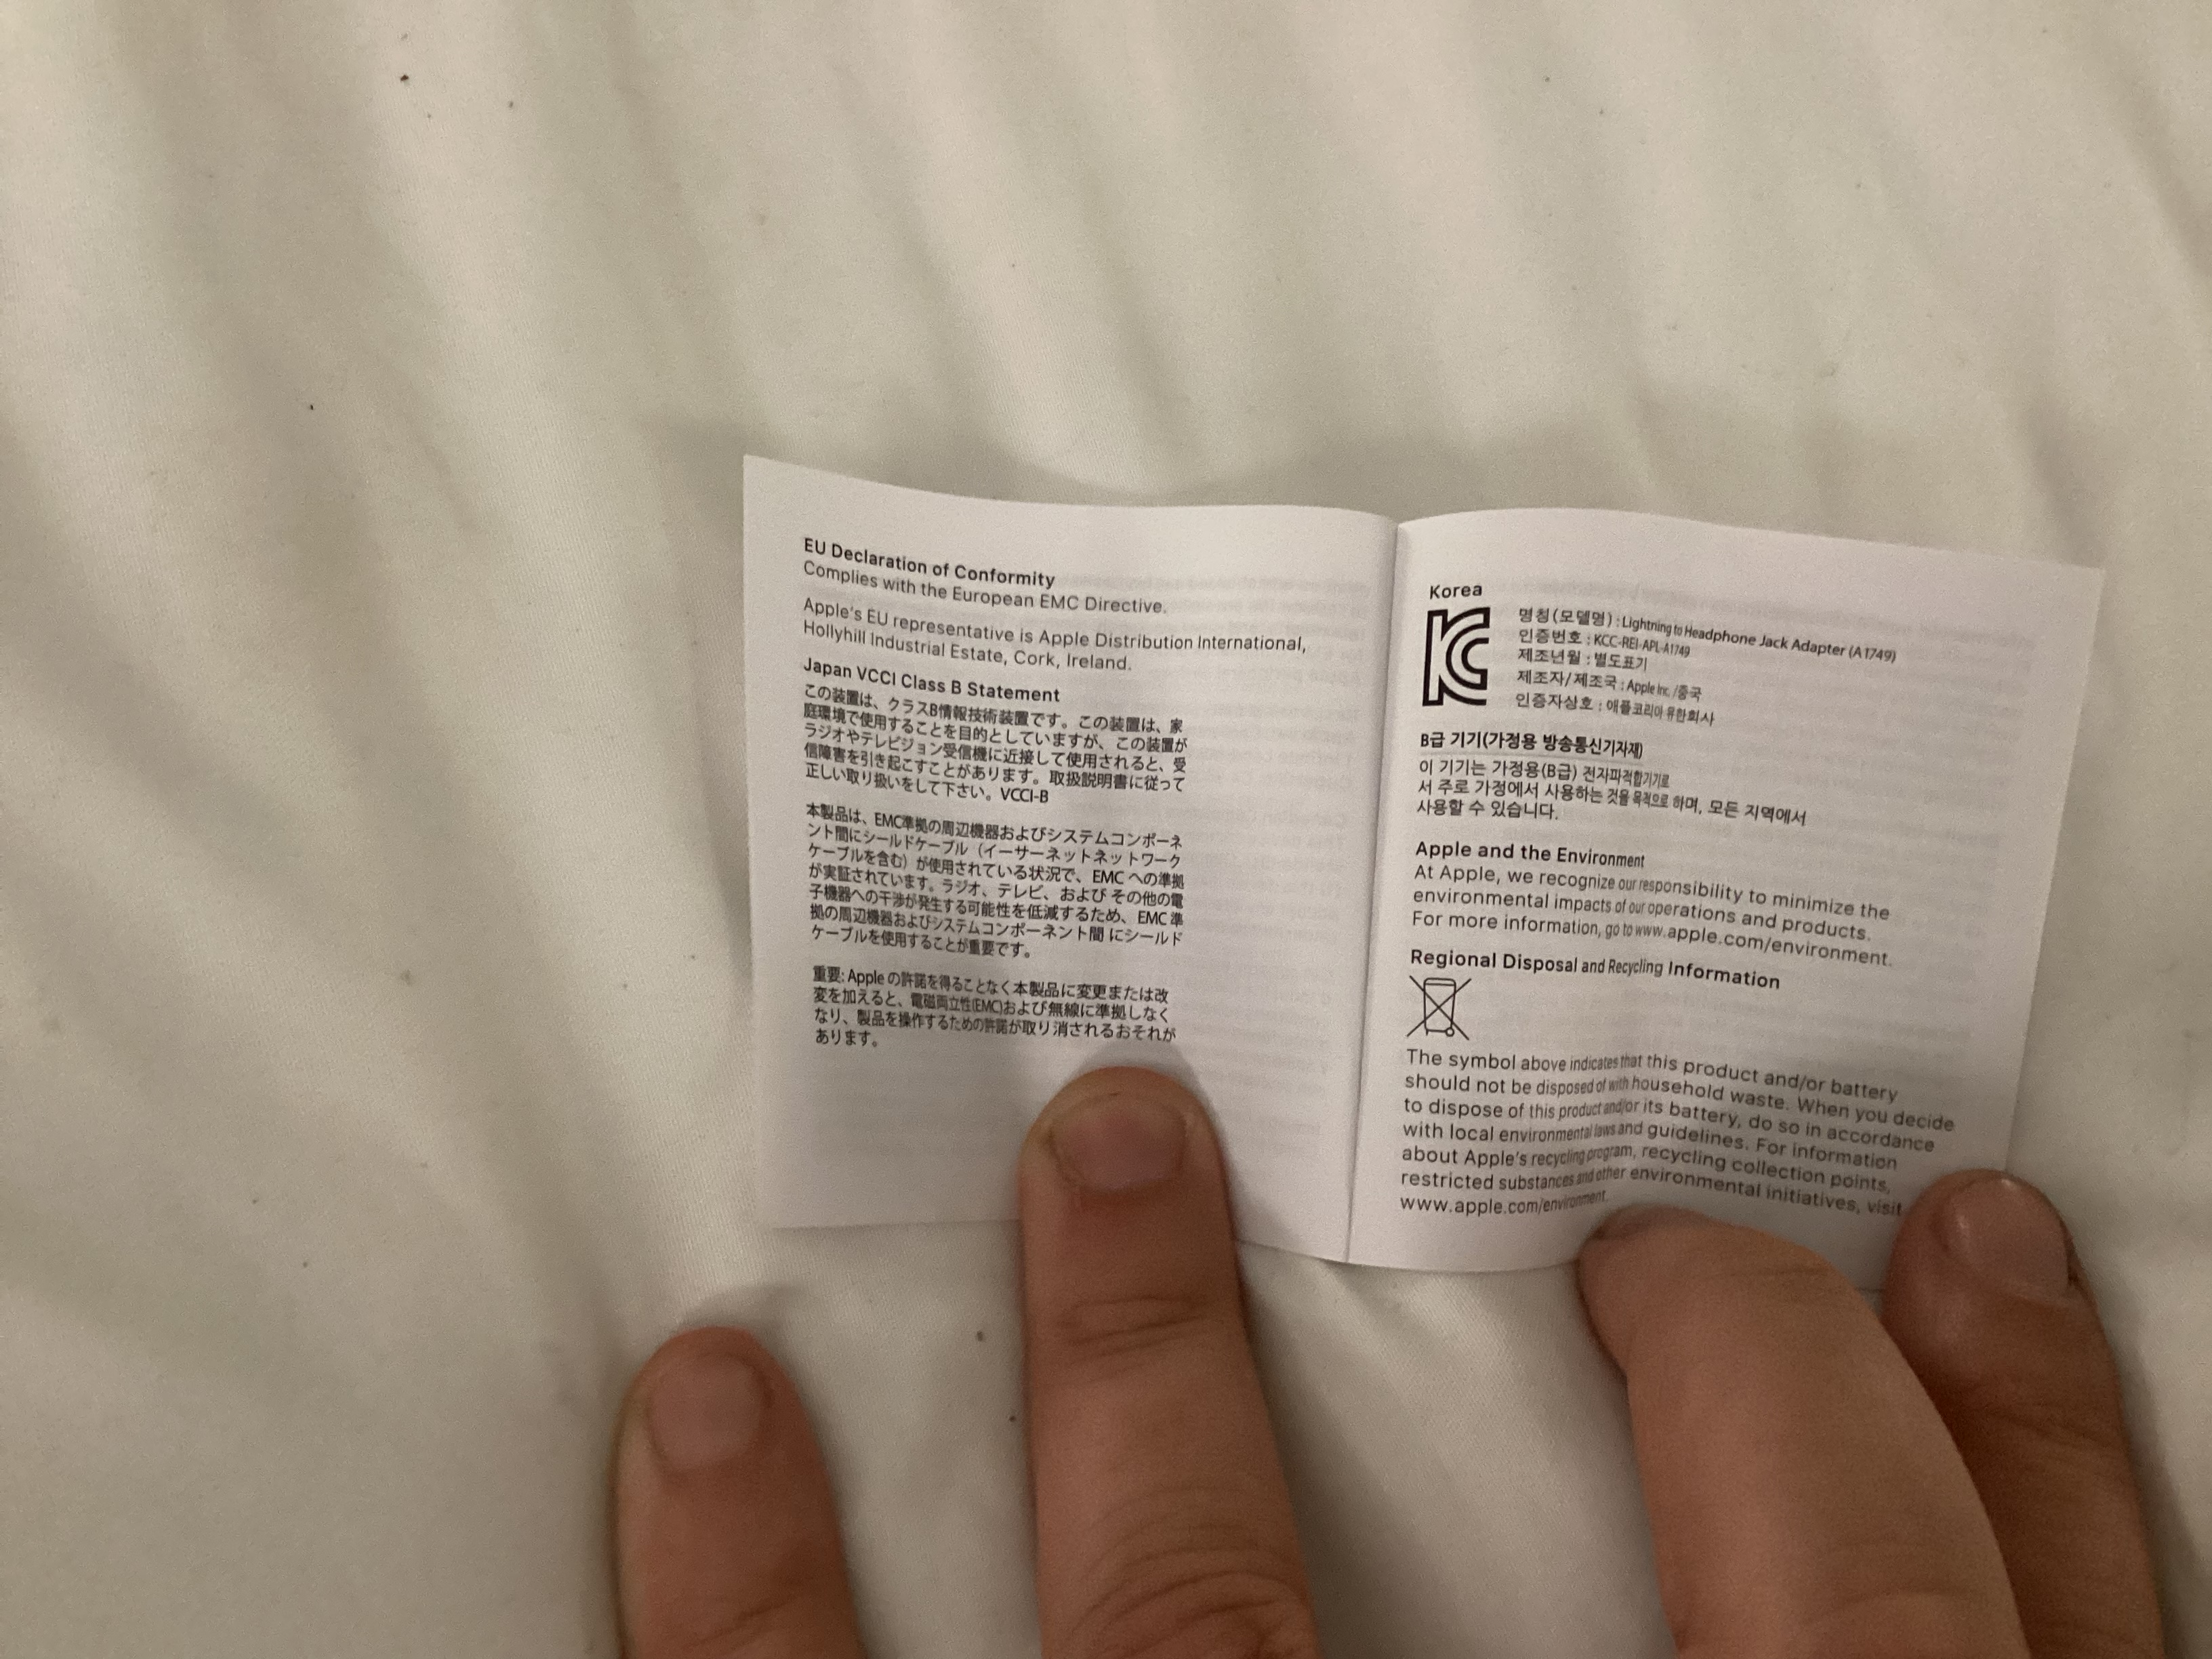 EU Declaration of Conformity
Complies with the European EMC Directive.
Apple's EU representative is Apple Distribution International,
Hollyhill Industrial Estate, Cork, Ireland.
Japan VCCI Class B Statement
この装置は、クラスB情報技術装置です。この装置は、家
庭環境で使用することを目的としていますが、この装置が
ラジオやテレビジョン受信機に近接して使用されると、受
信障害を引き起こすことがあります。取扱説明書に従って
正しい取り扱いをして下さい。VCCI-B
本製品は、EMC準拠の周辺機器およびシステムコンポーネ
ント間にシールドケーブル（イーサーネットネットワーク
ケーブルを含む）が使用されている状況で、EMC への準拠
が実証されています。ラジオ、テレビ、および その他の電
子機器への干渉が発生する可能性を低減するため、EMC 準
拠の周辺機器およびシステムコンポーネント間 にシールド
ケーブルを使用することが重要です。
重要: Apple の許諾を得ることなく本製品に変更または改
変を加えると、電磁両立性(EMC)および無線に準拠しなく
なり、製品を操作するための許諾が取り消されるおそれが
あります。
Korea
명칭(모델명) : Lightning to Headphone Jack Adapter (A1749)
인증번호 : KCC-REI-APL-A1749
제조년월 : 별도표기
제조자/제조국 : Apple Inc. /중국
인증자상호 : 애플코리아 유한회사
B급 기기(가정용 방송통신기자재)
이 기기는 가정용(B급) 전자파적합기기로
서 주로 가정에서 사용하는 것을 목적으로 하며, 모든 지역에서
사용할 수 있습니다.
Apple and the Environment
At Apple, we recognize our responsibility to minimize the
environmental impacts of our operations and products.
For more information, go to www.apple.com/environment.
Regional Disposal and Recycling Information
The symbol above indicates that this product and/or battery
should not be disposed of with household waste. When you decide
to dispose of this product and/or its battery, do so in accordance
with local environmental laws and guidelines. For information
about Apple's recycling program, recycling collection points,
restricted substances and other environmental initiatives, visit
www.apple.com/environment.